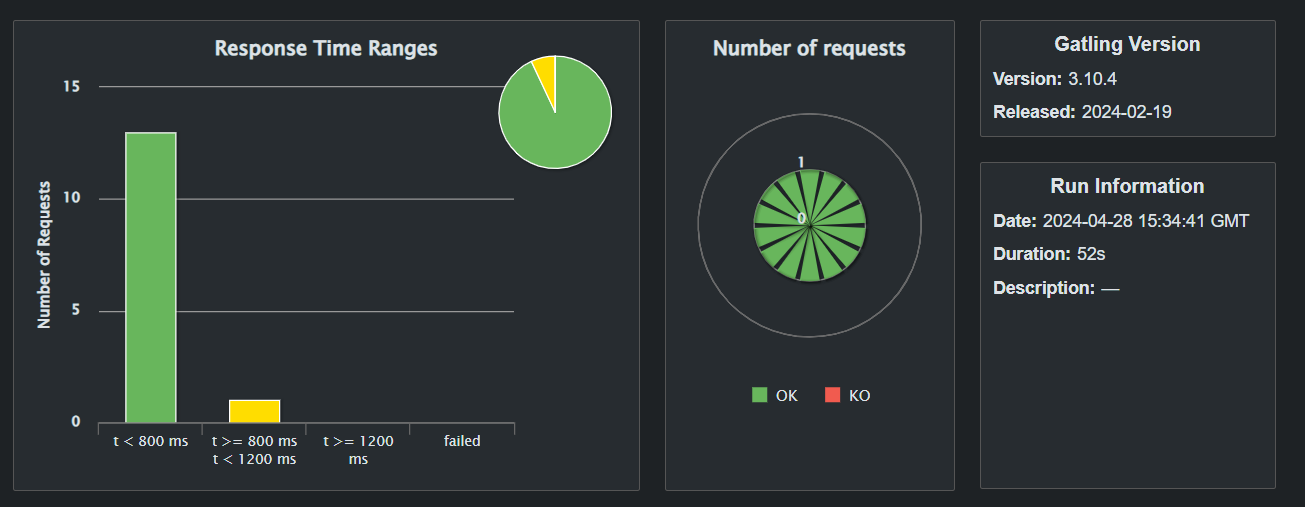 Response Time Ranges
15
10
5
0
Number of Requests
t < 800 ms
t >= 800 ms
t < 1200 ms
t >= 1200
ms
failed
Number of requests
1
0
OK
KO
Gatling Version
Version: 3.10.4
Released: 2024-02-19
Run Information
Date: 2024-04-28 15:34:41 GMT
Duration: 52s
Description: —